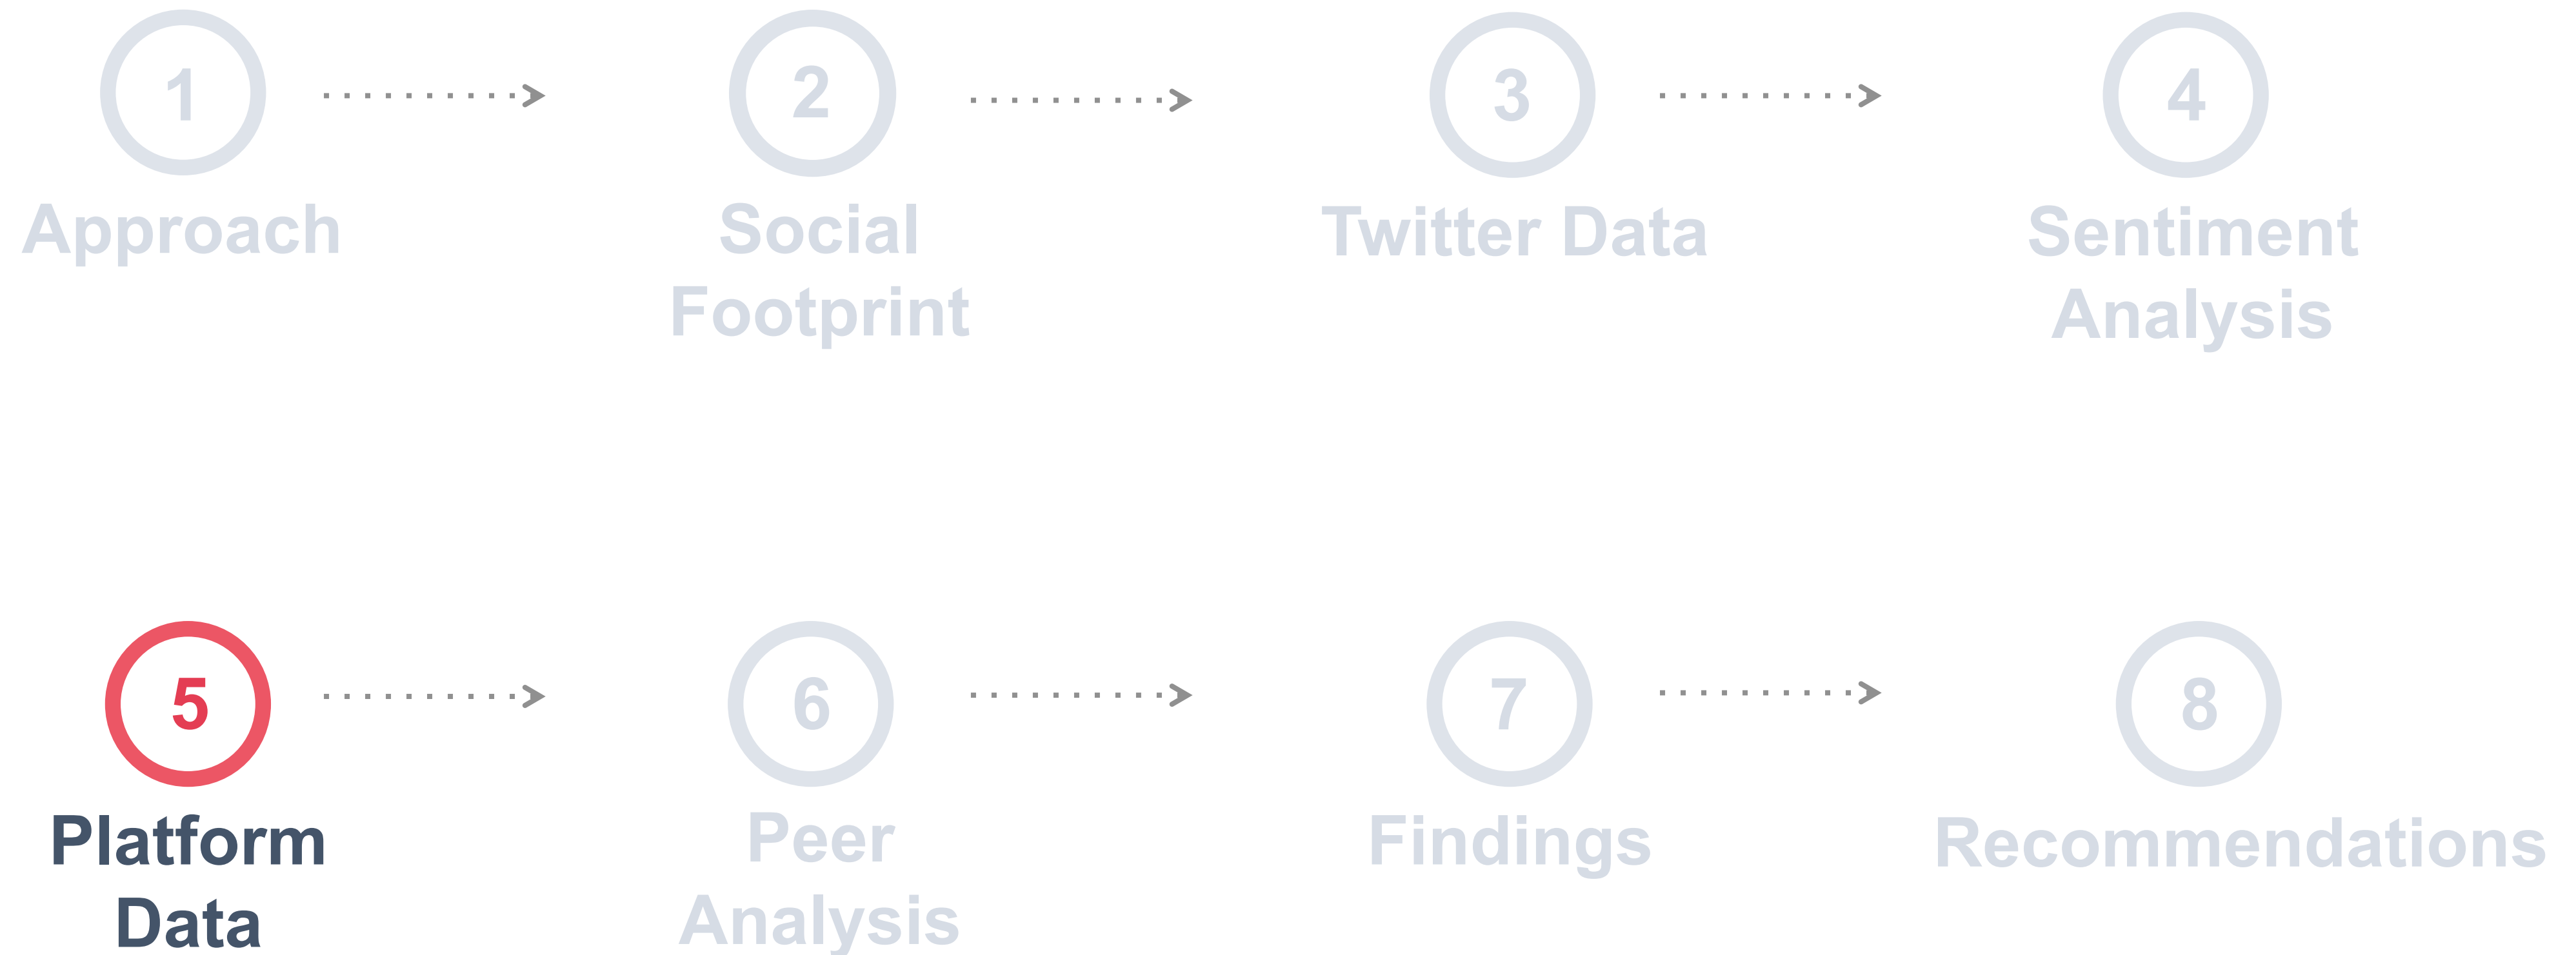 1
Approach
2
Social
Footprint
3
Twitter Data
4
Sentiment
Analysis
5
Platform
Data
6
Peer
Analysis
7
Findings
8
Recommendations